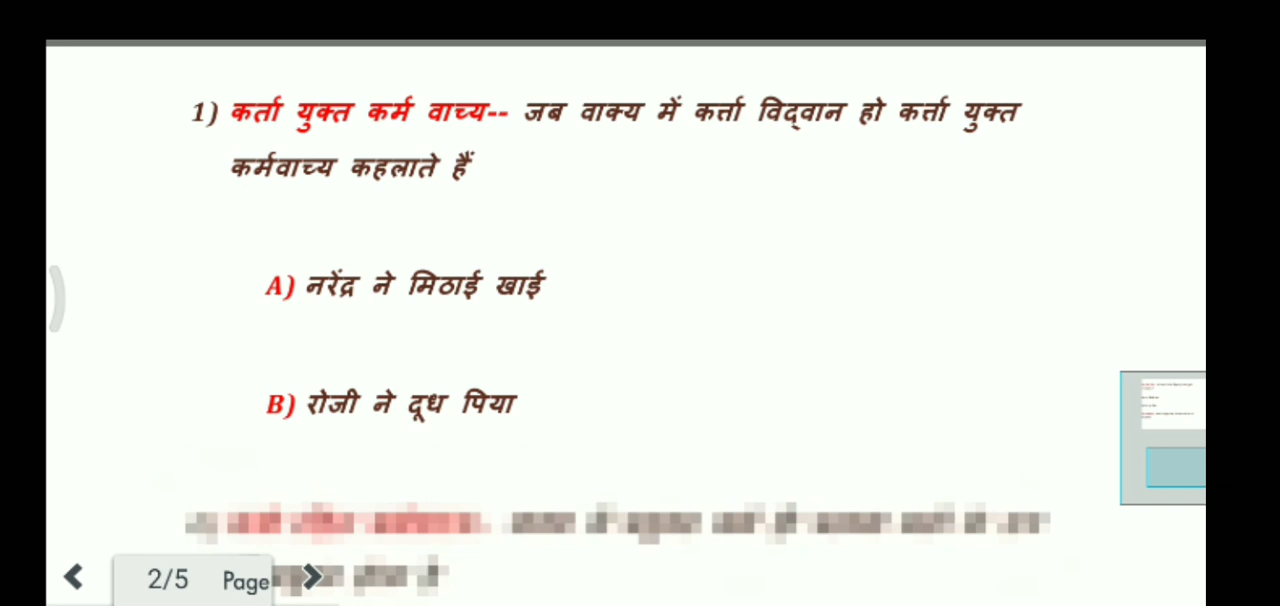 1) कर्ता युक्त कर्म वाच्य-- जब वाक्य में कर्त्ता विद्वान हो कर्त्ता युक्त
कर्मवाच्य कहलाते हैं
A) नरेंद्र ने मिठाई खाई
B) रोजी ने दूध पिया
2/5 Page